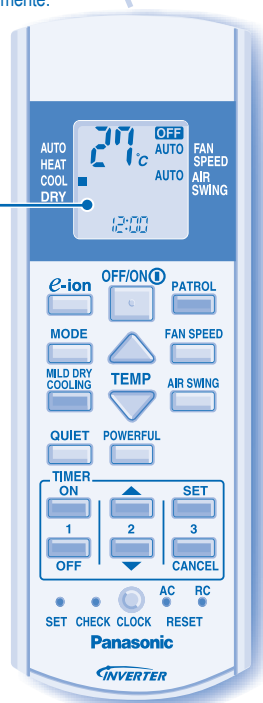 mente.
27°C OFF
AUTO AUTO FAN SPEED
HEAT
COOL AUTO AIR SWING
DRY
12:00
e-ion OFF/ON PATROL
MODE FAN SPEED
MILD DRY COOLING TEMP AIR SWING
QUIET POWERFUL
TIMER
ON SET
1 2 3
OFF CANCEL
AC RC
SET CHECK CLOCK RESET
Panasonic
INVERTER